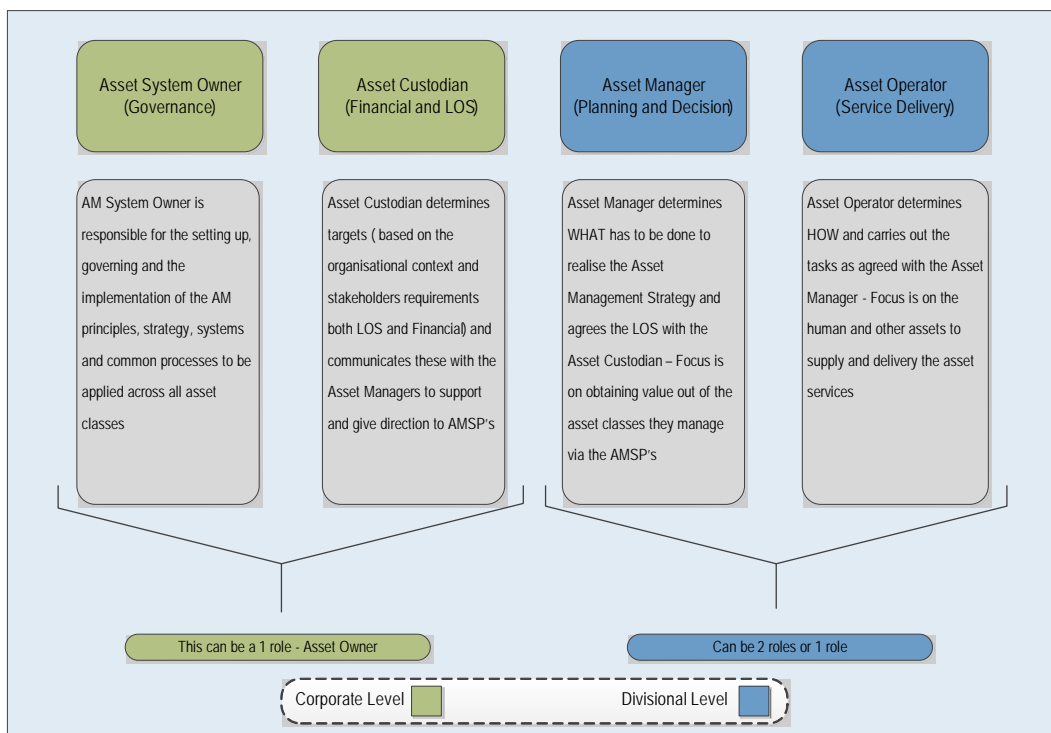 Asset System Owner
(Governance)
Asset Custodian
(Financial and LOS)
Asset Manager
(Planning and Decision)
Asset Operator
(Service Delivery)
AM System Owner is
responsible for the setting up,
governing and the
implementation of the AM
principles, strategy, systems
and common processes to be
applied across all asset
classes
Asset Custodian determines
targets ( based on the
organisational context and
stakeholders requirements
both LOS and Financial) and
communicates these with the
Asset Managers to support
and give direction to AMSP's
Asset Manager determines
WHAT has to be done to
realise the Asset
Management Strategy and
agrees the LOS with the
Asset Custodian – Focus is
on obtaining value out of the
asset classes they manage
via the AMSP's
Asset Operator determines
HOW and carries out the
tasks as agreed with the Asset
Manager - Focus is on the
human and other assets to
supply and delivery the asset
services
This can be a 1 role - Asset Owner
Can be 2 roles or 1 role
Corporate Level
Divisional Level